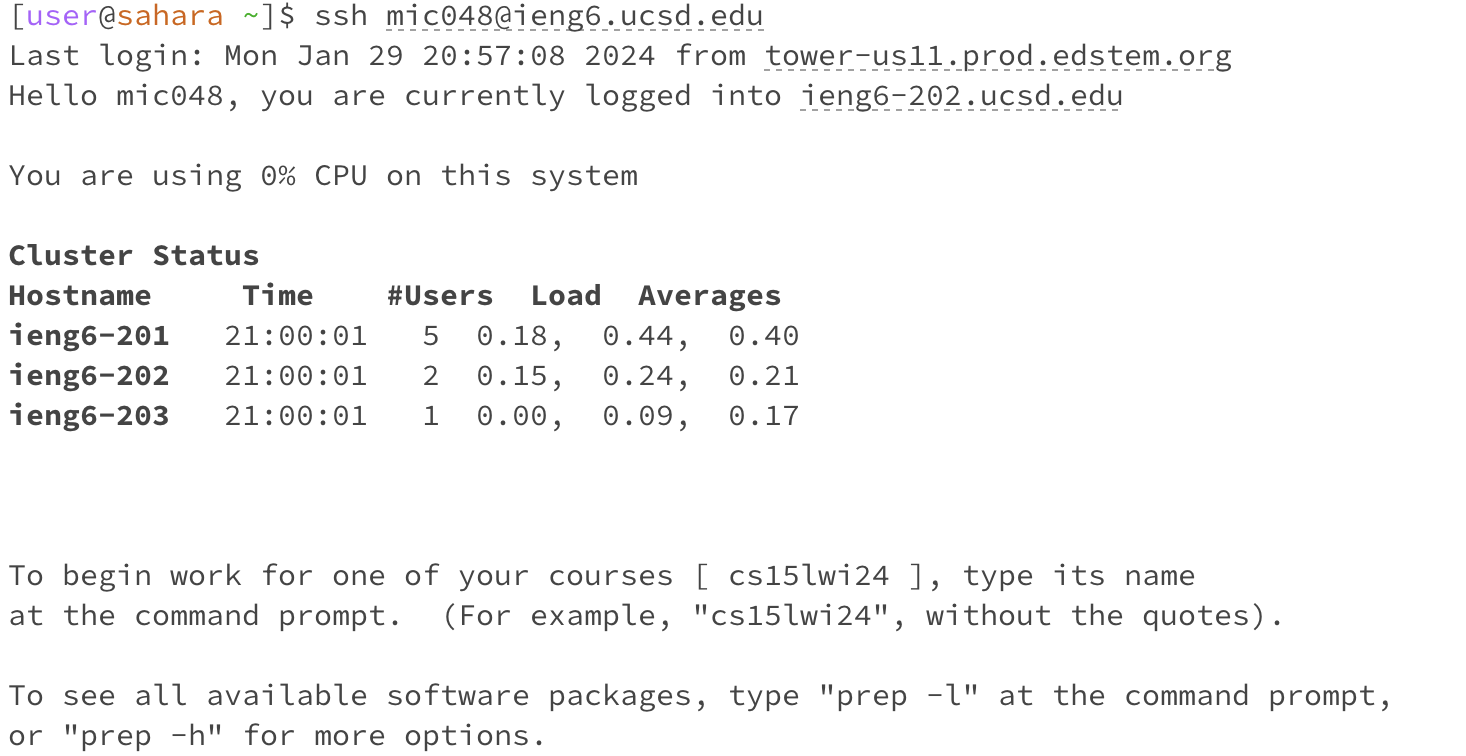 [user@sahara ~]$ ssh mic048@ieng6.ucsd.edu
Last login: Mon Jan 29 20:57:08 2024 from tower-us11.prod.edstem.org
Hello mic048, you are currently logged into ieng6-202.ucsd.edu
You are using 0% CPU on this system
Cluster Status
Hostname     Time    #Users  Load  Averages
ieng6-201   21:00:01   5  0.18,  0.44,  0.40
ieng6-202   21:00:01   2  0.15,  0.24,  0.21
ieng6-203   21:00:01   1  0.00,  0.09,  0.17
To begin work for one of your courses [ cs15lwi24 ], type its name
at the command prompt.  (For example, "cs15lwi24", without the quotes).
To see all available software packages, type "prep -l" at the command prompt,
or "prep -h" for more options.